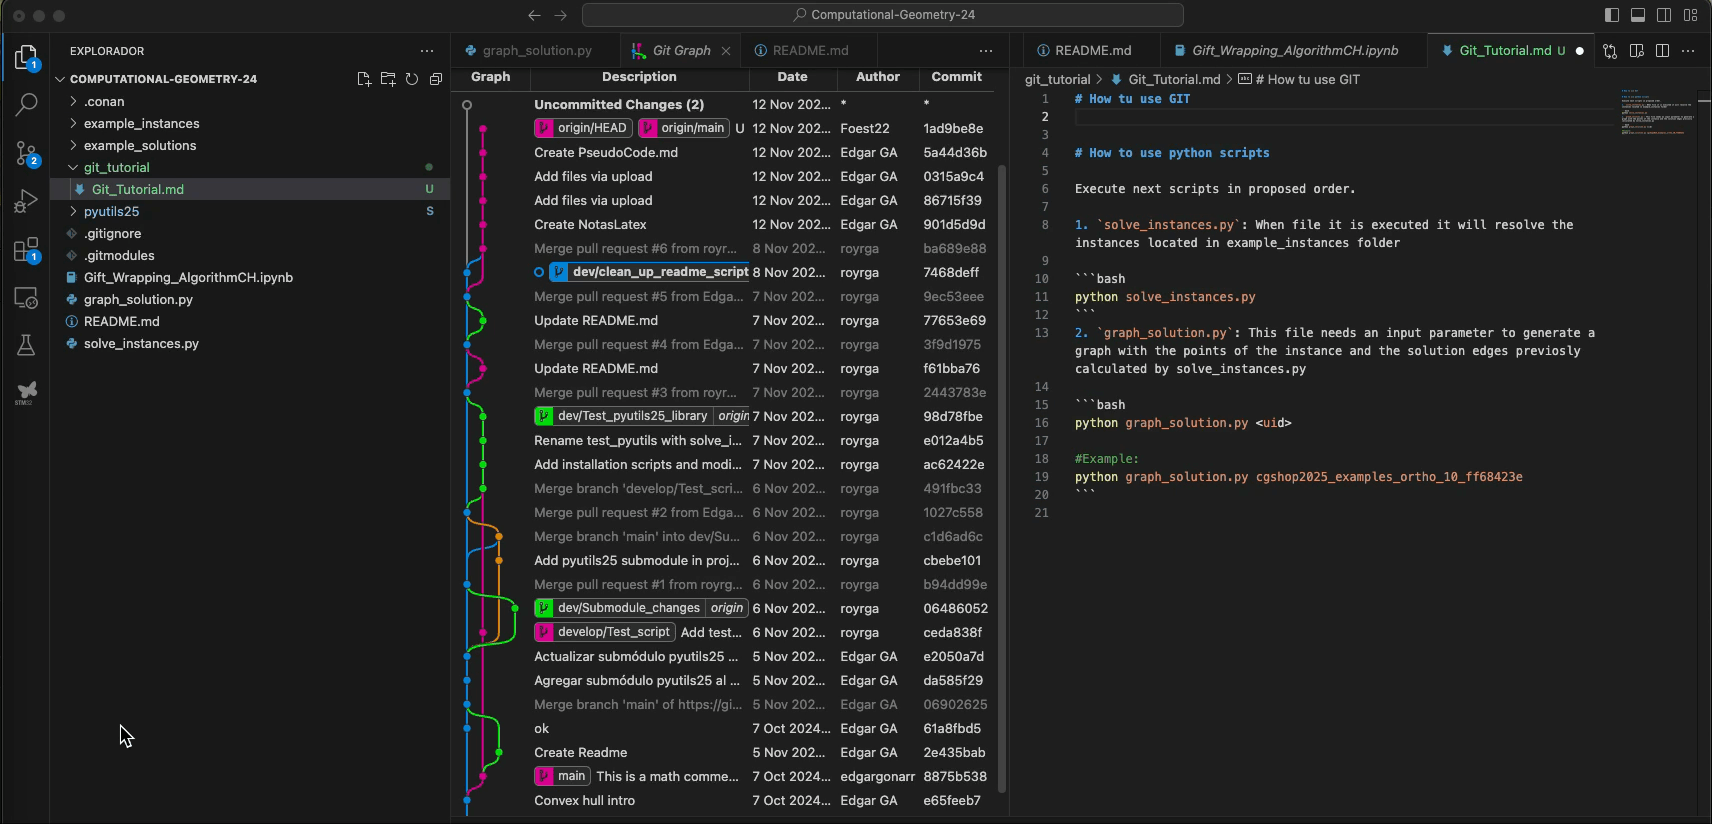 Computational-Geometry-24
EXPLORADOR
COMPUTATIONAL-GEOMETRY-24
.conan
example_instances
example_solutions
git_tutorial
Git_Tutorial.md U
pyutils25 S
.gitignore
.gitmodules
Gift_Wrapping_AlgorithmCH.ipynb
graph_solution.py
README.md
solve_instances.py
1
2
1
STM32
graph_solution.py Git Graph README.md
Graph Description Date Author Commit
Uncommitted Changes (2) 12 Nov 202... * *
origin/HEAD origin/main U 12 Nov 202... Foest22 1ad9be8e
Create PseudoCode.md 12 Nov 202... Edgar GA 5a44d36b
Add files via upload 12 Nov 202... Edgar GA 0315a9c4
Add files via upload 12 Nov 202... Edgar GA 86715f39
Create NotasLatex 12 Nov 202... Edgar GA 901d5d9d
Merge pull request #6 from royr... 8 Nov 202... royrga ba689e88
dev/clean_up_readme_script 8 Nov 202... royrga 7468deff
Merge pull request #5 from Edga... 7 Nov 202... royrga 9ec53eee
Update README.md 7 Nov 202... royrga 77653e69
Merge pull request #4 from Edga... 7 Nov 202... royrga 3f9d1975
Update README.md 7 Nov 202... royrga f61bba76
Merge pull request #3 from royr... 7 Nov 202... royrga 2443783e
dev/Test_pyutils25_library origin 7 Nov 202... royrga 98d78fbe
Rename test_pyutils with solve_i... 7 Nov 202... royrga e012a4b5
Add installation scripts and modi... 7 Nov 202... royrga ac62422e
Merge branch 'develop/Test_scri... 6 Nov 202... royrga 491fbc33
Merge pull request #2 from Edga... 6 Nov 202... royrga 1027c558
Merge branch 'main' into dev/Su... 6 Nov 202... royrga c1d6ad6c
Add pyutils25 submodule in proj... 6 Nov 202... royrga cbebe101
Merge pull request #1 from royrg... 6 Nov 202... royrga b94dd99e
dev/Submodule_changes origin 6 Nov 202... royrga 06486052
develop/Test_script Add test... 6 Nov 202... royrga ceda838f
Actualizar submódulo pyutils25 ... 5 Nov 202... Edgar GA e2050a7d
Agregar submódulo pyutils25 al ... 5 Nov 202... Edgar GA da585f29
Merge branch 'main' of https://gi... 5 Nov 202... Edgar GA 06902625
ok 7 Oct 2024... Edgar GA 61a8fbd5
Create Readme 5 Nov 202... Edgar GA 2e435bab
main This is a math comme... 7 Oct 2024... edgargonarr 8875b538
Convex hull intro 7 Oct 2024... Edgar GA e65feeb7
README.md Gift_Wrapping_AlgorithmCH.ipynb Git_Tutorial.md U
git_tutorial > Git_Tutorial.md > # How tu use GIT
1 # How tu use GIT
2
3
4 # How to use python scripts
5
6 Execute next scripts in proposed order.
7
8 1. `solve_instances.py`: When file it is executed it will resolve the
instances located in example_instances folder
9
10 ```bash
11 python solve_instances.py
12 ```
13 2. `graph_solution.py`: This file needs an input parameter to generate a
graph with the points of the instance and the solution edges previosly
calculated by solve_instances.py
14
15 ```bash
16 python graph_solution.py <uid>
17
18 #Example:
19 python graph_solution.py cgshop2025_examples_ortho_10_ff68423e
20 ```
21